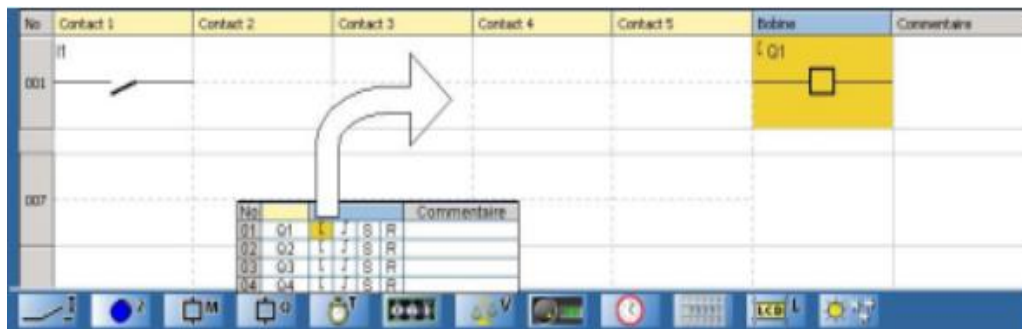 No Contact 1 Contact 2 Contact 3 Contact 4 Contact 5 Bobine Commentaire
I1 [ Q1
001
007
No Commentaire
01 Q1 [ ʃ S R
02 Q2 [ ʃ S R
03 Q3 [ ʃ S R
04 Q4 [ ʃ S R
I Z M Q T V LCD L